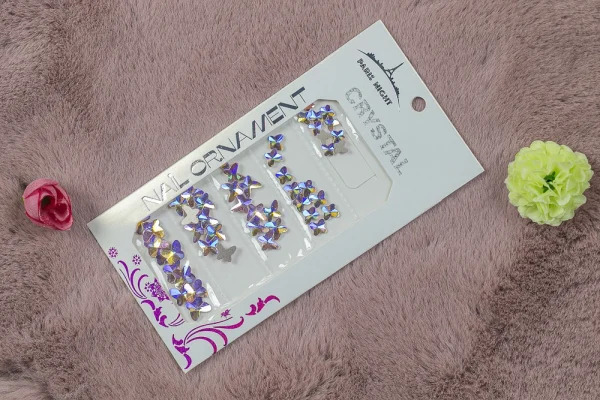 PARIS NIGHT
CRYSTAL
NAIL ORNAMENT